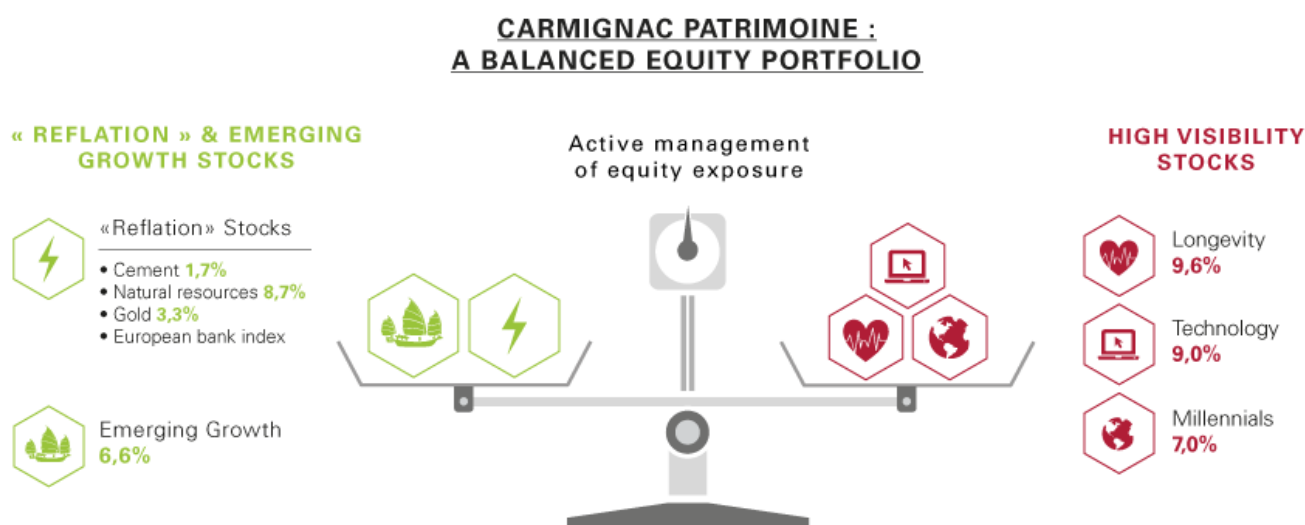 CARMIGNAC PATRIMOINE :
A BALANCED EQUITY PORTFOLIO
« REFLATION » & EMERGING
GROWTH STOCKS
«Reflation» Stocks
• Cement 1,7%
• Natural resources 8,7%
• Gold 3,3%
• European bank index
Emerging Growth
6,6%
Active management
of equity exposure
HIGH VISIBILITY
STOCKS
Longevity
9,6%
Technology
9,0%
Millennials
7,0%